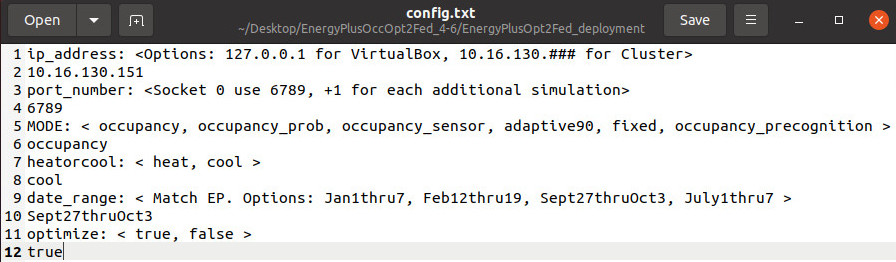 config.txt
Open
~/Desktop/EnergyPlusOccOpt2Fed_4-6/EnergyPlusOpt2Fed_deployment
Save
1 ip_address: <Options: 127.0.0.1 for VirtualBox, 10.16.130.### for Cluster>
2 10.16.130.151
3 port_number: <Socket 0 use 6789, +1 for each additional simulation>
4 6789
5 MODE: < occupancy, occupancy_prob, occupancy_sensor, adaptive90, fixed, occupancy_precognition >
6 occupancy
7 heatorcool: < heat, cool >
8 cool
9 date_range: < Match EP. Options: Jan1thru7, Feb12thru19, Sept27thruOct3, July1thru7 >
10 Sept27thruOct3
11 optimize: < true, false >
12 true